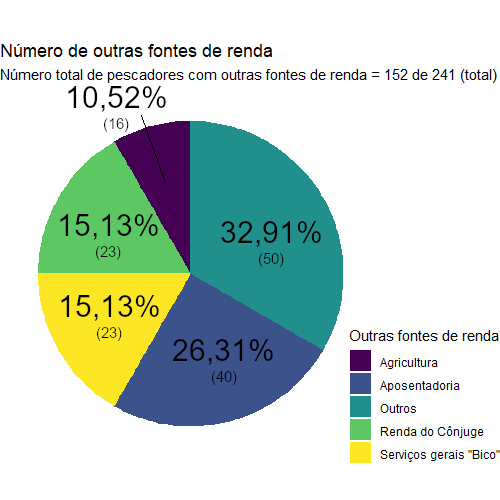 Número de outras fontes de renda
Número total de pescadores com outras fontes de renda = 152 de 241 (total)
10,52%
(16)
15,13%
(23)
32,91%
(50)
15,13%
(23)
26,31%
(40)
Outras fontes de renda
Agricultura
Aposentadoria
Outros
Renda do Cônjuge
Serviços gerais "Bico"